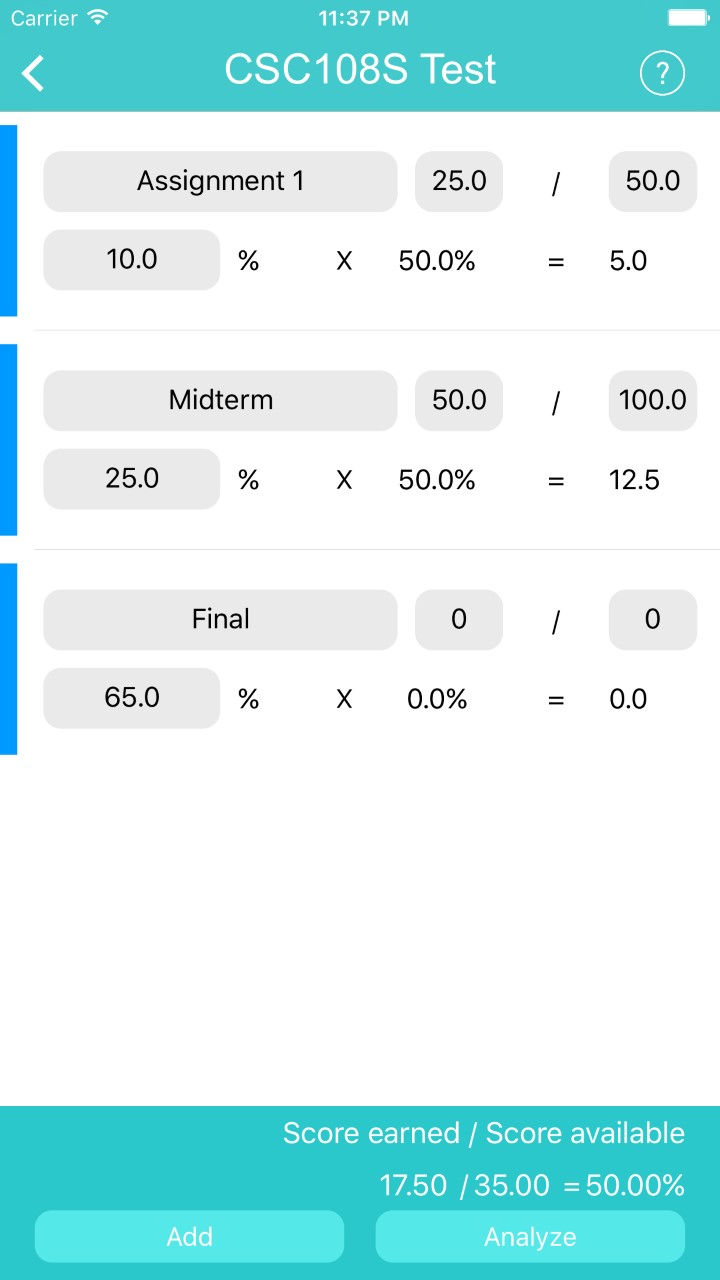 Carrier 11:37 PM
CSC108S Test ?
Assignment 1 25.0 / 50.0
10.0 % X 50.0% = 5.0
Midterm 50.0 / 100.0
25.0 % X 50.0% = 12.5
Final 0 / 0
65.0 % X 0.0% = 0.0
Score earned / Score available
17.50 / 35.00 = 50.00%
Add Analyze